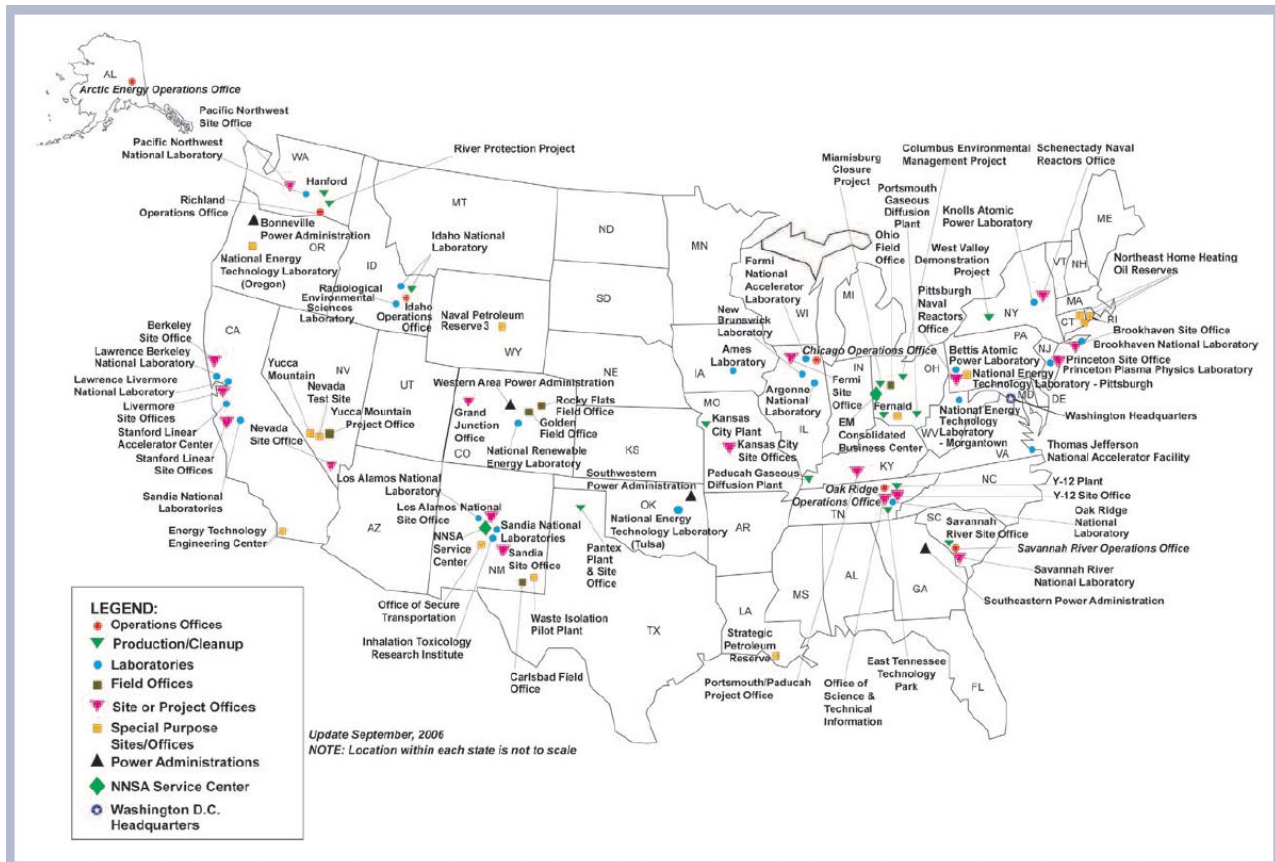 AL
Arctic Energy Operations Office
Pacific Northwest
Site Office
Pacific Northwest
National Laboratory
WA
Hanford
River Protection Project
Richland
Operations Office
Bonneville
Power Administration
OR
National Energy
Technology Laboratory
(Oregon)
MT
Idaho National
Laboratory
ID
Radiological
Environmental
Sciences
Laboratory
Idaho
Operations
Office
Naval Petroleum
Reserve 3
WY
ND
SD
NE
KS
MN
WI
MI
IA
MO
IL
IN
OH
Berkeley
Site Office
CA
Lawrence Berkeley
National Laboratory
Lawrence Livermore
National Laboratory
Livermore
Site Offices
Stanford Linear
Accelerator Center
Stanford Linear
Site Offices
Sandia National
Laboratories
Energy Technology
Engineering Center
Yucca
Mountain
NV
Nevada
Test Site
Yucca Mountain
Project Office
Nevada
Site Office
UT
AZ
Western Area Power Administration
Grand
Junction
Office
CO
Rocky Flats
Field Office
Golden
Field Office
National Renewable
Energy Laboratory
Los Alamos National
Laboratory
Los Alamos National
Site Office
NNSA
Service
Center
Sandia National
Laboratories
Sandia
Site Office
NM
Office of Secure
Transportation
Inhalation Toxicology
Research Institute
Carlsbad Field
Office
Waste Isolation
Pilot Plant
Pantex
Plant
& Site
Office
TX
Southwestern
Power Administration
OK
National Energy
Technology Laboratory
(Tulsa)
AR
LA
MS
AL
GA
FL
SC
NC
TN
KY
VA
WV
Kansas
City Plant
Kansas City
Site Offices
Paducah Gaseous
Diffusion Plant
Ames
Laboratory
New
Brunswick
Laboratory
Fermi
National
Accelerator
Laboratory
Chicago Operations Office
Argonne
National
Laboratory
Fermi
Site
Office
Fernald
EM
Consolidated
Business Center
Miamisburg
Closure
Project
Portsmouth
Gaseous
Diffusion
Plant
Ohio
Field
Office
Columbus Environmental
Management Project
West Valley
Demonstration
Project
Pittsburgh
Naval
Reactors
Office
Schenectady Naval
Reactors Office
Knolls Atomic
Power Laboratory
ME
VT
NH
NY
MA
CT
RI
PA
NJ
MD
DE
Northeast Home Heating
Oil Reserves
Brookhaven Site Office
Brookhaven National Laboratory
Princeton Site Office
Princeton Plasma Physics Laboratory
Bettis Atomic
Power Laboratory
National Energy
Technology Laboratory - Pittsburgh
National Energy
Technology
Laboratory
- Morgantown
Washington Headquarters
Thomas Jefferson
National Accelerator Facility
Oak Ridge
Operations Office
Y-12 Plant
Y-12 Site Office
Oak Ridge
National
Laboratory
Savannah
River Site Office
Savannah River Operations Office
Savannah River
National Laboratory
Southeastern Power Administration
Strategic
Petroleum
Reserve
Portsmouth/Paducah
Project Office
Office of
Science &
Technical
Information
East Tennessee
Technology
Park
LEGEND:
Operations Offices
Production/Cleanup
Laboratories
Field Offices
Site or Project Offices
Special Purpose
Sites/Offices
Power Administrations
NNSA Service Center
Washington D.C.
Headquarters
Update September, 2006
NOTE: Location within each state is not to scale